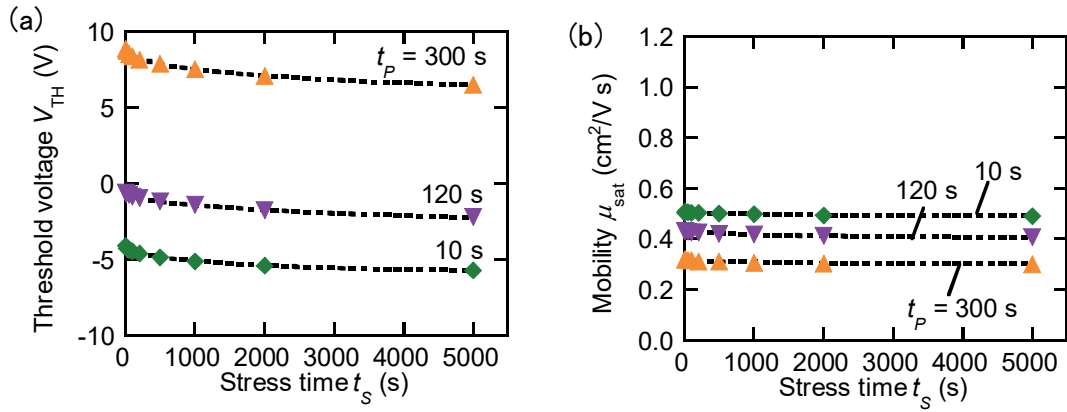 (a)
Threshold voltage V_TH (V)
10
5
0
-5
-10
t_P = 300 s
120 s
10 s
0 1000 2000 3000 4000 5000
Stress time t_S (s)
(b)
Mobility μ_sat (cm²/V s)
1.2
1.0
0.8
0.6
0.4
0.2
0.0
10 s
120 s
t_P = 300 s
0 1000 2000 3000 4000 5000
Stress time t_S (s)